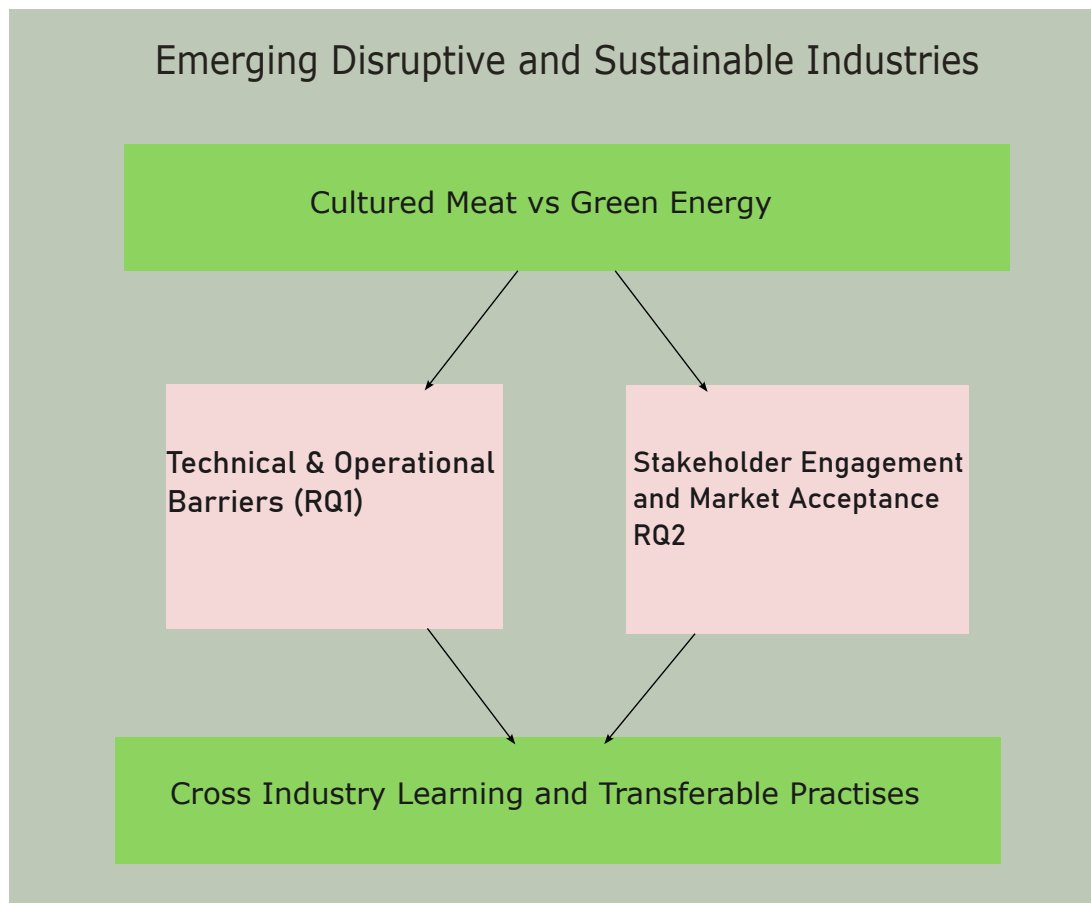 Emerging Disruptive and Sustainable Industries
Cultured Meat vs Green Energy
Technical & Operational
Barriers (RQ1)
Stakeholder Engagement
and Market Acceptance
RQ2
Cross Industry Learning and Transferable Practises